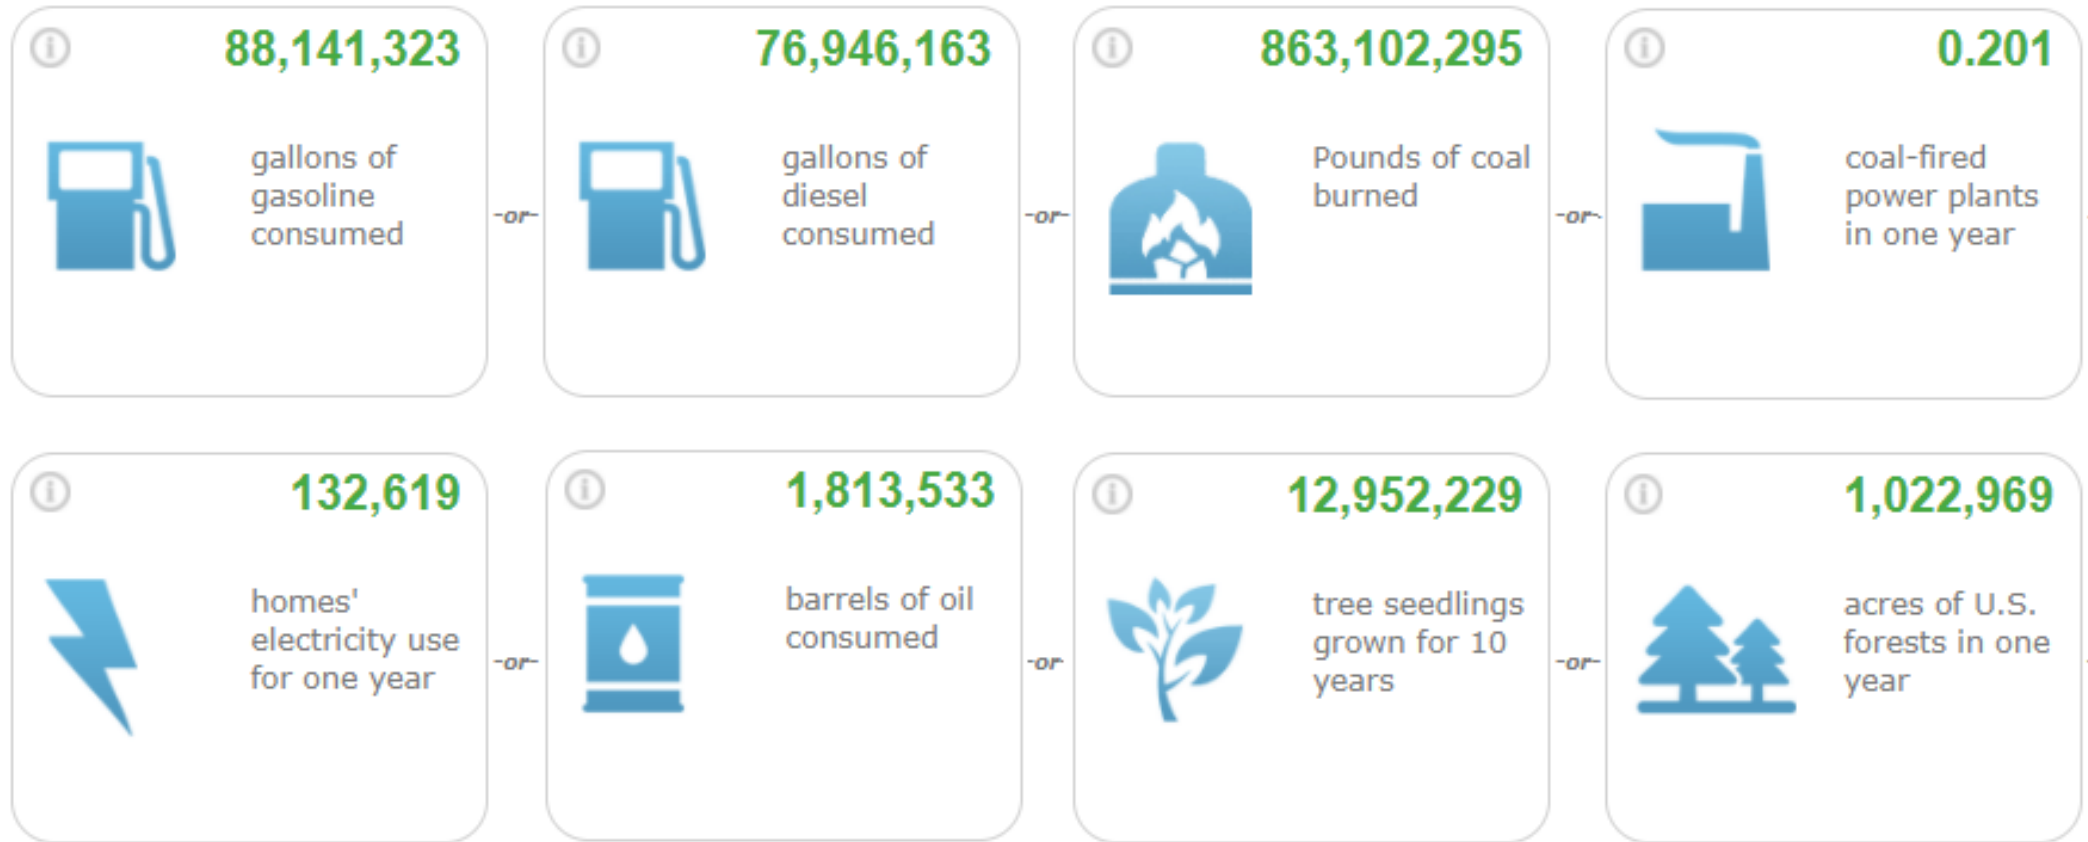 88,141,323
gallons of
gasoline
consumed
-or-
76,946,163
gallons of
diesel
consumed
-or-
863,102,295
Pounds of coal
burned
-or-
0.201
coal-fired
power plants
in one year
132,619
homes'
electricity use
for one year
-or-
1,813,533
barrels of oil
consumed
-or-
12,952,229
tree seedlings
grown for 10
years
-or-
1,022,969
acres of U.S.
forests in one
year